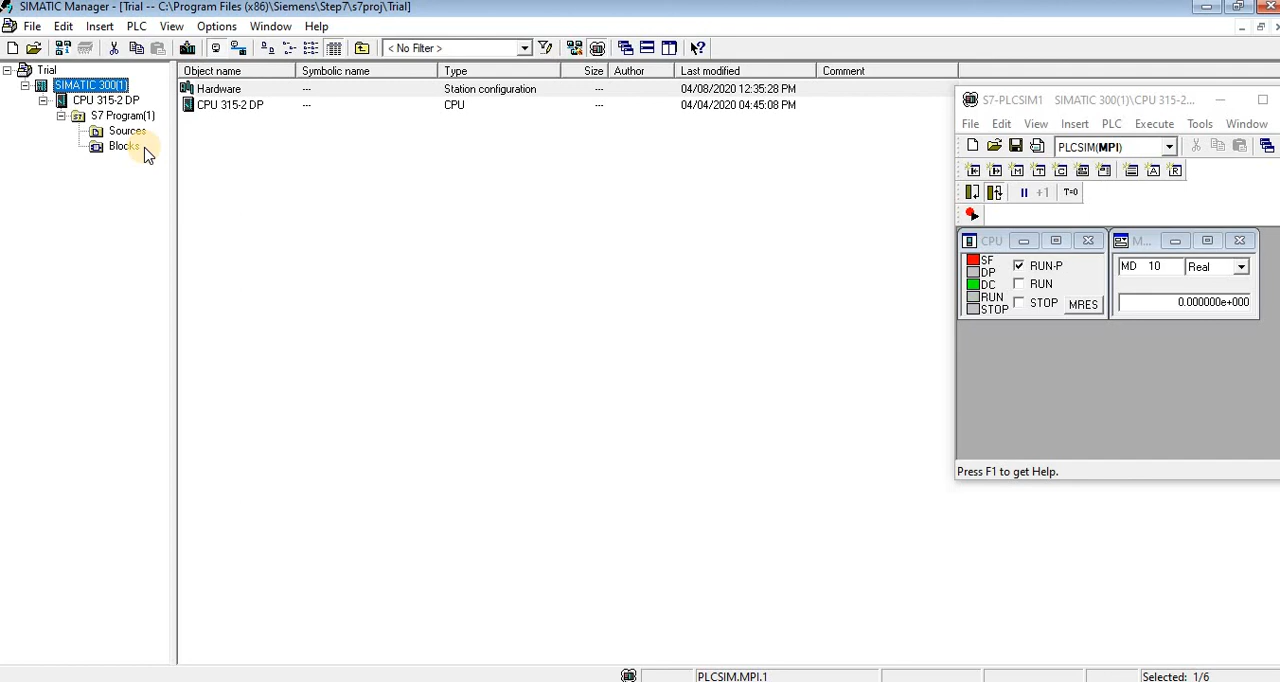 SIMATIC Manager - [Trial -- C:\Program Files (x86)\Siemens\Step7\s7proj\Trial]
File Edit Insert PLC View Options Window Help
< No Filter >
Trial
SIMATIC 300(1)
CPU 315-2 DP
S7 Program(1)
Sources
Blocks
Object name Symbolic name Type Size Author Last modified Comment
Hardware --- Station configuration --- 04/08/2020 12:35:28 PM
CPU 315-2 DP --- CPU --- 04/04/2020 04:45:08 PM
S7-PLCSIM1 SIMATIC 300(1)\CPU 315-2...
File Edit View Insert PLC Execute Tools Window
PLCSIM(MPI)
+1 T=0
CPU
SF
DP
DC
RUN
STOP
RUN-P
RUN
STOP
MRES
M...
MD 10 Real
0.000000e+000
Press F1 to get Help.
PLCSIM.MPI.1 Selected: 1/6